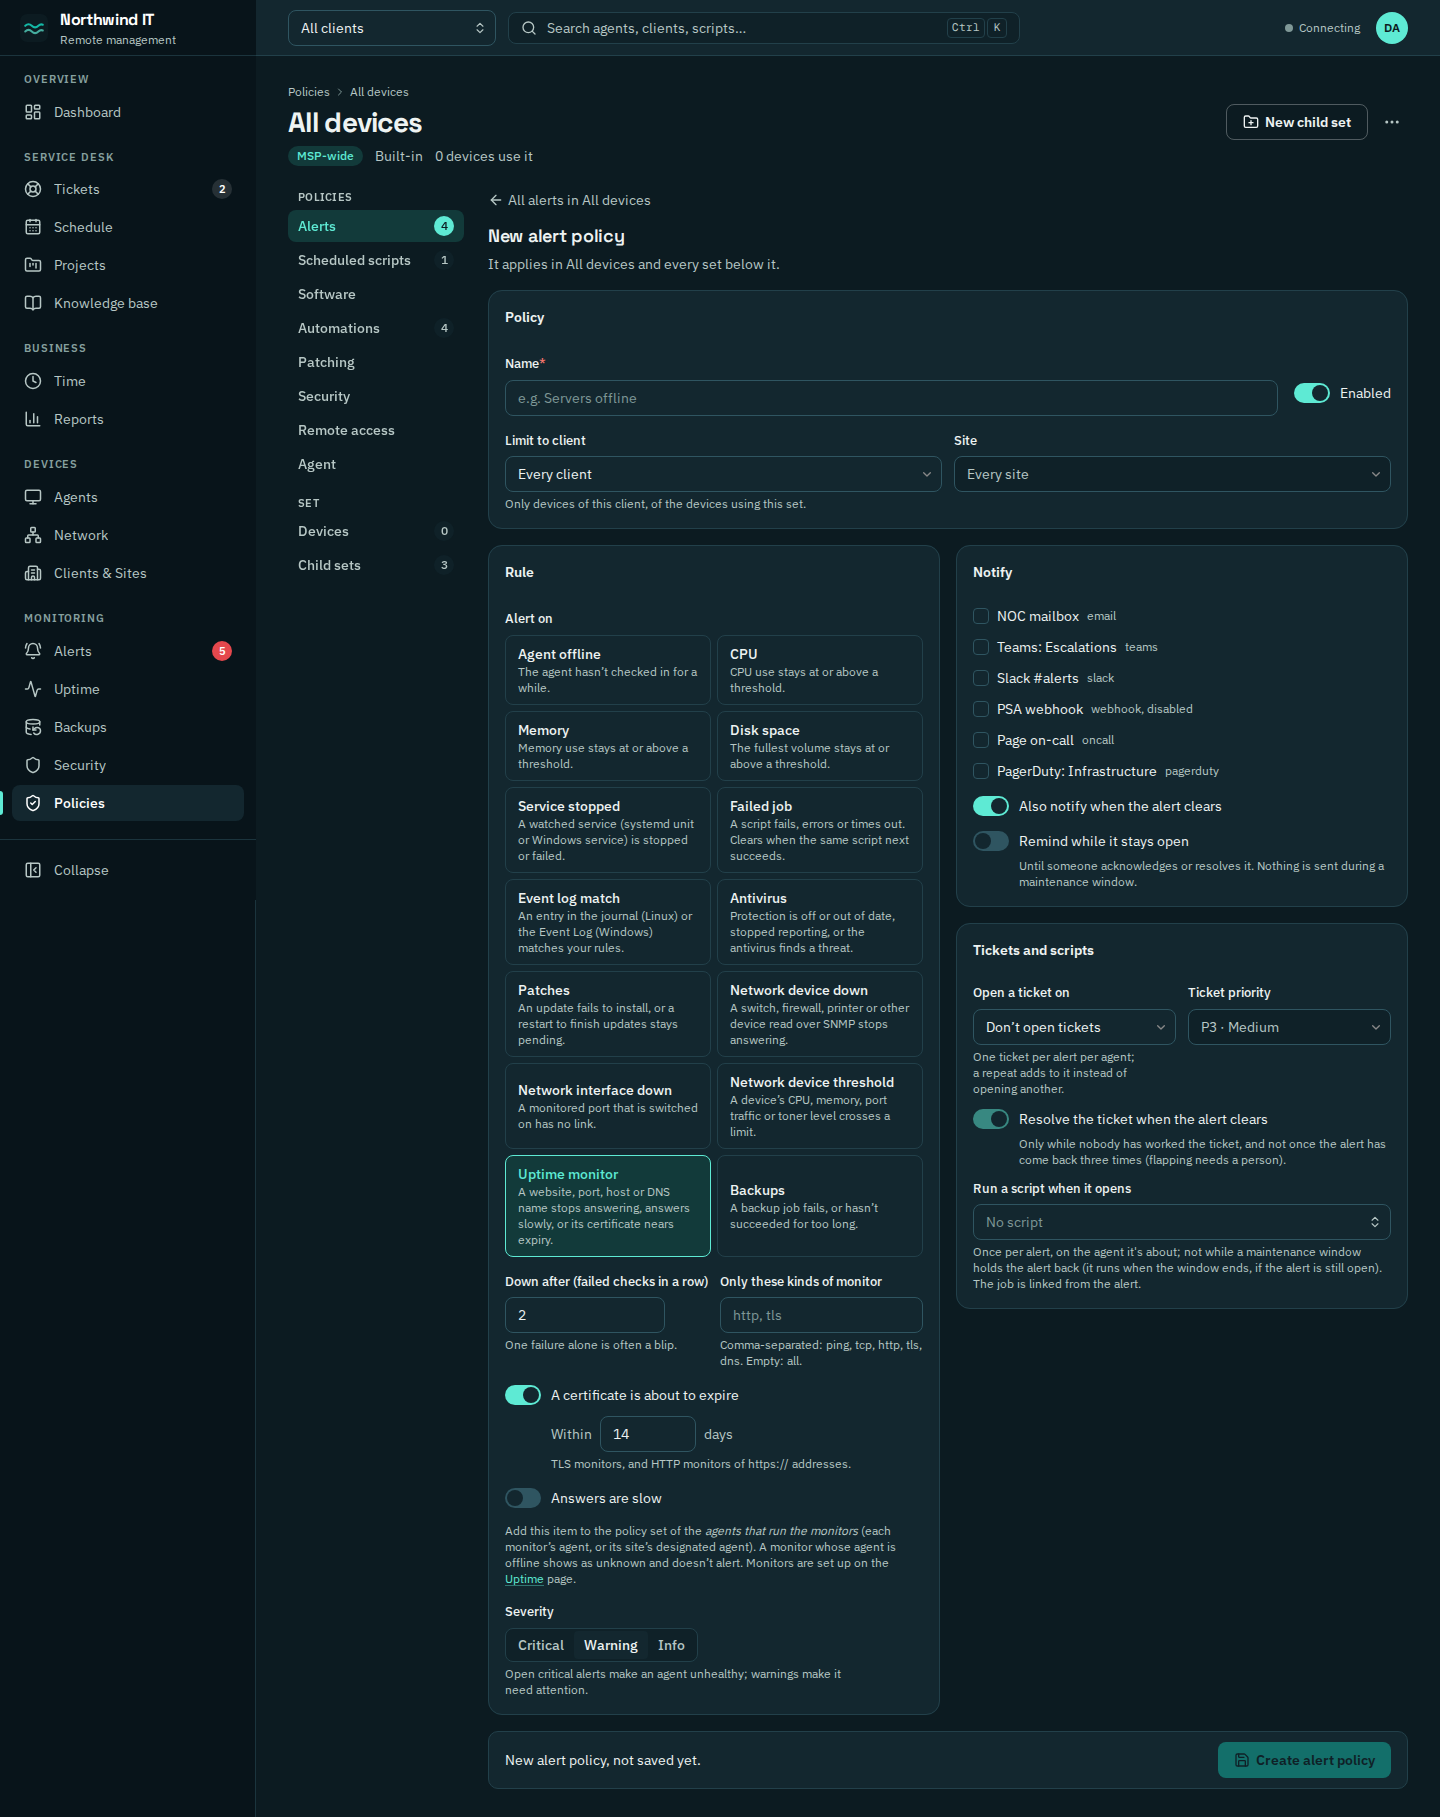 Northwind IT
Remote management
All clients
Search agents, clients, scripts...
Ctrl K
Connecting
DA
OVERVIEW
Dashboard
SERVICE DESK
Tickets 2
Schedule
Projects
Knowledge base
BUSINESS
Time
Reports
DEVICES
Agents
Network
Clients & Sites
MONITORING
Alerts 5
Uptime
Backups
Security
Policies
Collapse
Policies > All devices
All devices
MSP-wide Built-in 0 devices use it
New child set
POLICIES
Alerts 4
Scheduled scripts 1
Software
Automations 4
Patching
Security
Remote access
Agent
SET
Devices 0
Child sets 3
All alerts in All devices
New alert policy
It applies in All devices and every set below it.
Policy
Name*
e.g. Servers offline
Enabled
Limit to client
Every client
Only devices of this client, of the devices using this set.
Site
Every site
Rule
Alert on
Agent offline
The agent hasn't checked in for a
while.
CPU
CPU use stays at or above a
threshold.
Memory
Memory use stays at or above a
threshold.
Disk space
The fullest volume stays at or
above a threshold.
Service stopped
A watched service (systemd unit
or Windows service) is stopped
or failed.
Failed job
A script fails, errors or times out.
Clears when the same script next
succeeds.
Event log match
An entry in the journal (Linux) or
the Event Log (Windows)
matches your rules.
Antivirus
Protection is off or out of date,
stopped reporting, or the
antivirus finds a threat.
Patches
An update fails to install, or a
restart to finish updates stays
pending.
Network device down
A switch, firewall, printer or other
device read over SNMP stops
answering.
Network interface down
A monitored port that is switched
on has no link.
Network device threshold
A device's CPU, memory, port
traffic or toner level crosses a
limit.
Uptime monitor
A website, port, host or DNS
name stops answering, answers
slowly, or its certificate nears
expiry.
Backups
A backup job fails, or hasn't
succeeded for too long.
Down after (failed checks in a row)
2
One failure alone is often a blip.
Only these kinds of monitor
http, tls
Comma-separated: ping, tcp, http, tls,
dns. Empty: all.
A certificate is about to expire
Within 14 days
TLS monitors, and HTTP monitors of https:// addresses.
Answers are slow
Add this item to the policy set of the agents that run the monitors (each
monitor's agent, or its site's designated agent). A monitor whose agent is
offline shows as unknown and doesn't alert. Monitors are set up on the
Uptime page.
Severity
Critical Warning Info
Open critical alerts make an agent unhealthy; warnings make it
need attention.
Notify
NOC mailbox email
Teams: Escalations teams
Slack #alerts slack
PSA webhook webhook, disabled
Page on-call oncall
PagerDuty: Infrastructure pagerduty
Also notify when the alert clears
Remind while it stays open
Until someone acknowledges or resolves it. Nothing is sent during a
maintenance window.
Tickets and scripts
Open a ticket on
Don't open tickets
One ticket per alert per agent;
a repeat adds to it instead of
opening another.
Ticket priority
P3 · Medium
Resolve the ticket when the alert clears
Only while nobody has worked the ticket, and not once the alert has
come back three times (flapping needs a person).
Run a script when it opens
No script
Once per alert, on the agent it's about; not while a maintenance window
holds the alert back (it runs when the window ends, if the alert is still open).
The job is linked from the alert.
New alert policy, not saved yet.
Create alert policy